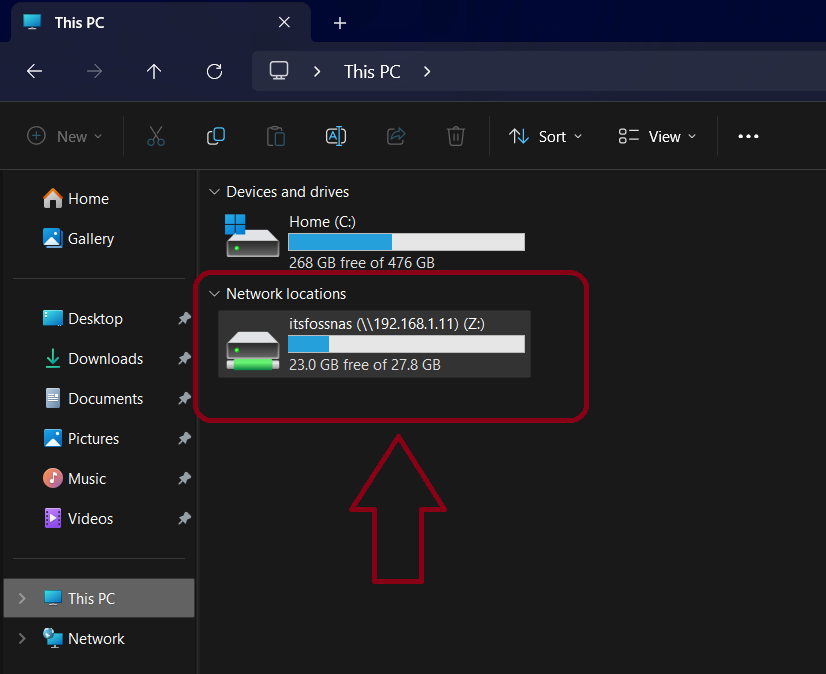 This PC
This PC
New
Sort
View
Home
Gallery
Desktop
Downloads
Documents
Pictures
Music
Videos
This PC
Network
Devices and drives
Home (C:)
268 GB free of 476 GB
Network locations
itsfossnas (\\192.168.1.11) (Z:)
23.0 GB free of 27.8 GB